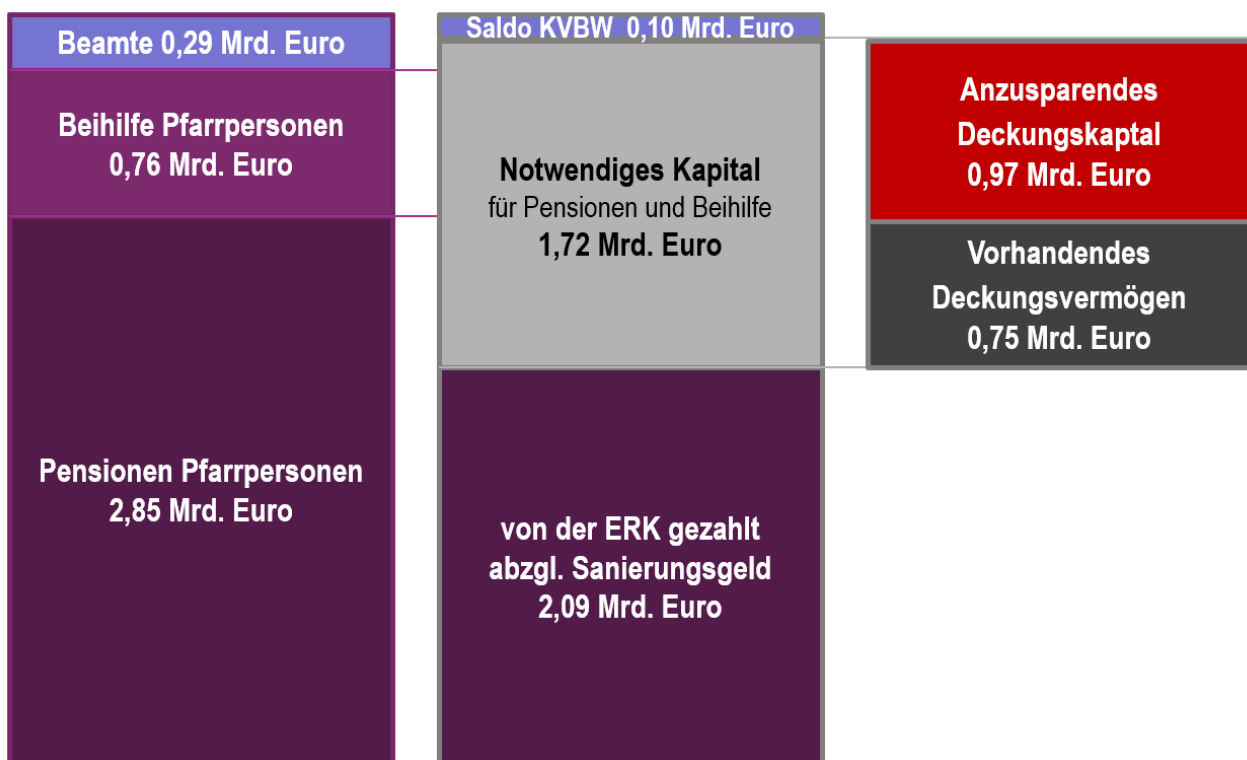 Beamte 0,29 Mrd. Euro
Beihilfe Pfarrpersonen
0,76 Mrd. Euro
Pensionen Pfarrpersonen
2,85 Mrd. Euro
Saldo KVBW 0,10 Mrd. Euro
Notwendiges Kapital
für Pensionen und Beihilfe
1,72 Mrd. Euro
von der ERK gezahlt
abzgl. Sanierungsgeld
2,09 Mrd. Euro
Anzusparendes
Deckungskaptal
0,97 Mrd. Euro
Vorhandendes
Deckungsvermögen
0,75 Mrd. Euro